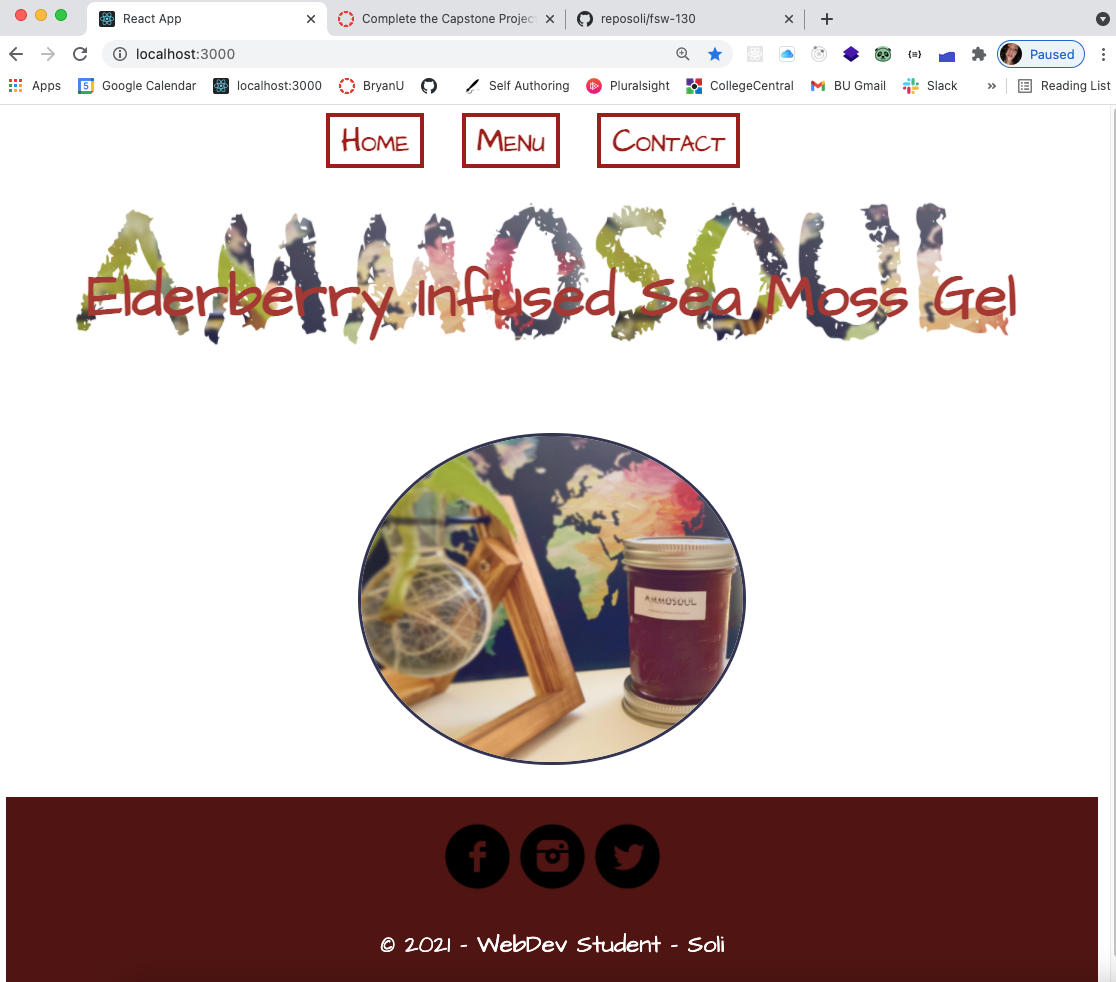 React App
Complete the Capstone Projec
reposoli/fsw-130
localhost:3000
Paused
Apps
5
Google Calendar
localhost:3000
BryanU
Self Authoring
Pluralsight
CollegeCentral
BU Gmail
Slack
»
Reading List
Home
Menu
Contact
AMMOSOUL
Elderberry Infused Sea Moss Gel
AMMOSOUL
© 2021 - WebDev Student - Soli